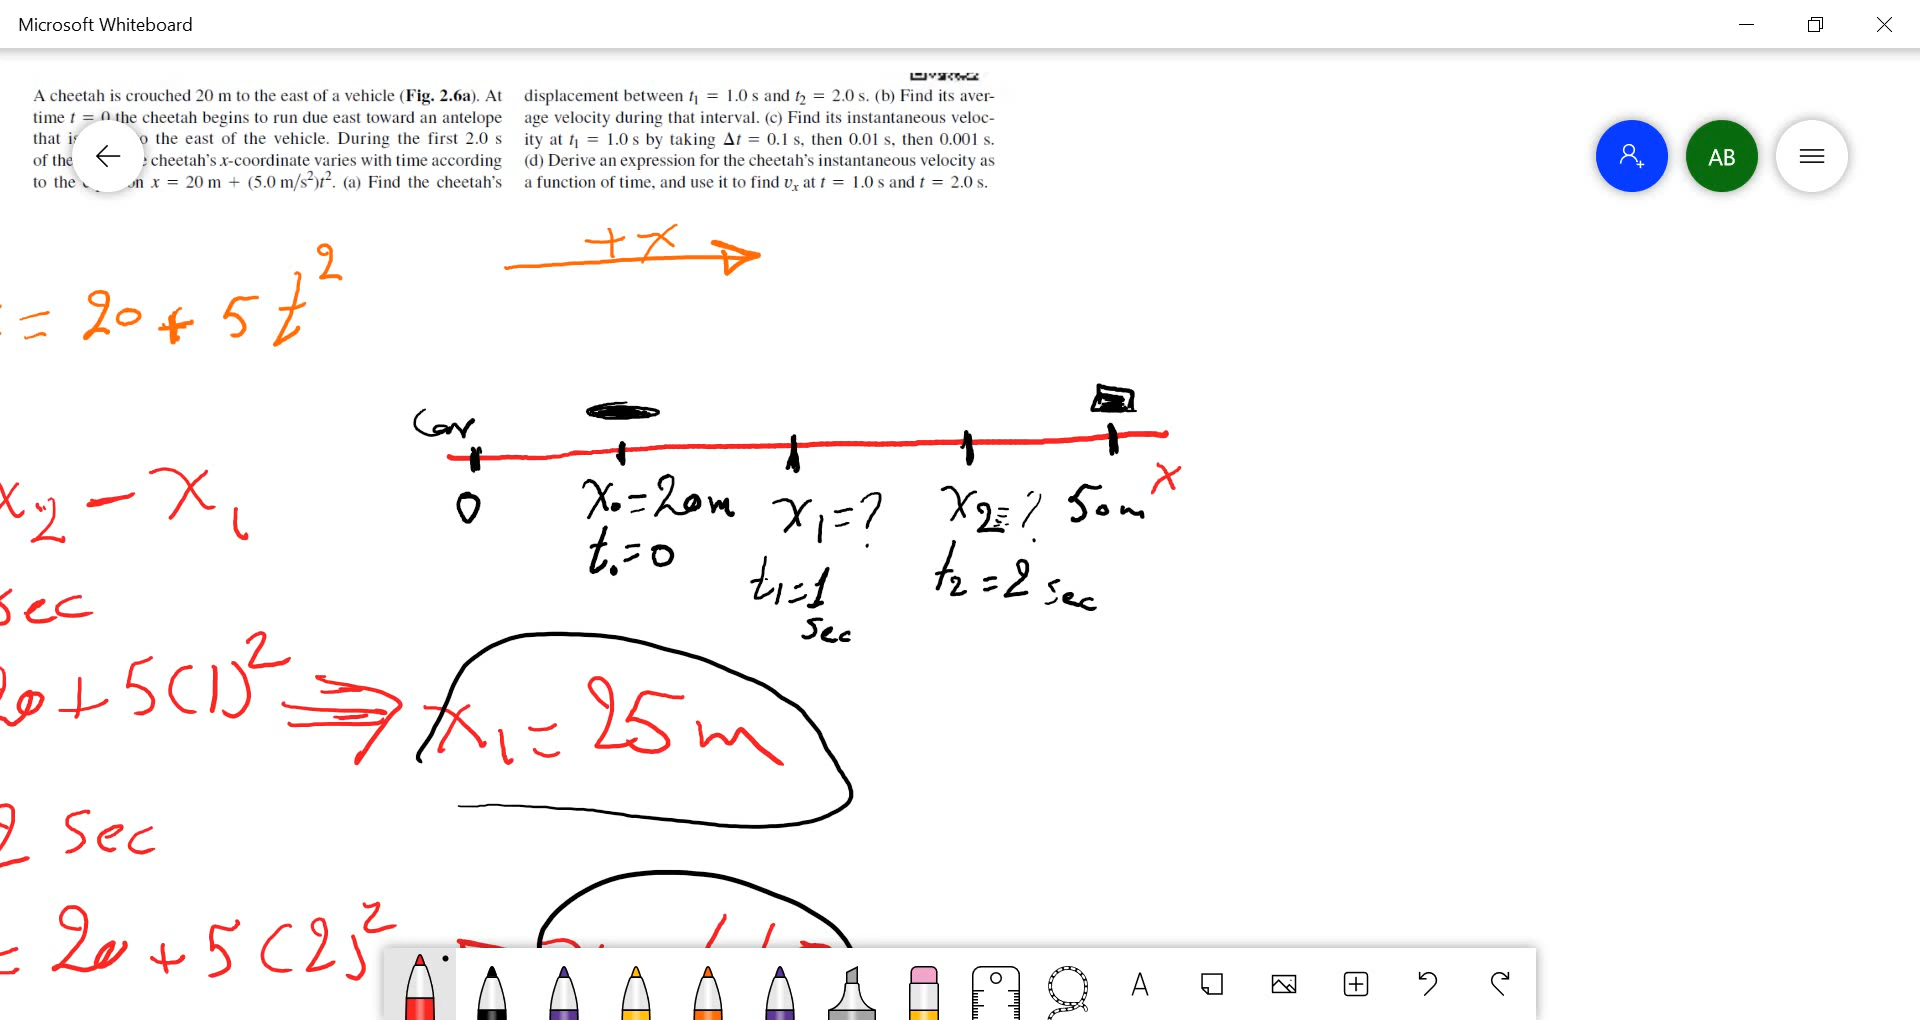 Microsoft Whiteboard
A cheetah is crouched 20 m to the east of a vehicle (Fig. 2.6a). At
time t = 0 the cheetah begins to run due east toward an antelope
that the east of the vehicle. During the first 2.0 s
of the cheetah's x-coordinate varies with time according
to the x = 20 m + (5.0 m/s²)t². (a) Find the cheetah's
displacement between t₁ = 1.0 s and t₂ = 2.0 s. (b) Find its aver-
age velocity during that interval. (c) Find its instantaneous veloc-
ity at t₁ = 1.0 s by taking Δt = 0.1 s, then 0.01 s, then 0.001 s.
(d) Derive an expression for the cheetah's instantaneous velocity as
a function of time, and use it to find vₓ at t = 1.0 s and t = 2.0 s.
AB
+x
= 20 + 5t²
Car
0
x₀ = 20m
t₀ = 0
x₁ = ?
t₁ = 1
sec
x₂ = ?
t₂ = 2 sec
50m
x
x₂ - x₁
sec
20 + 5(1)² ⇒ x₁ = 25m
2 sec
= 20 + 5(2)²
A